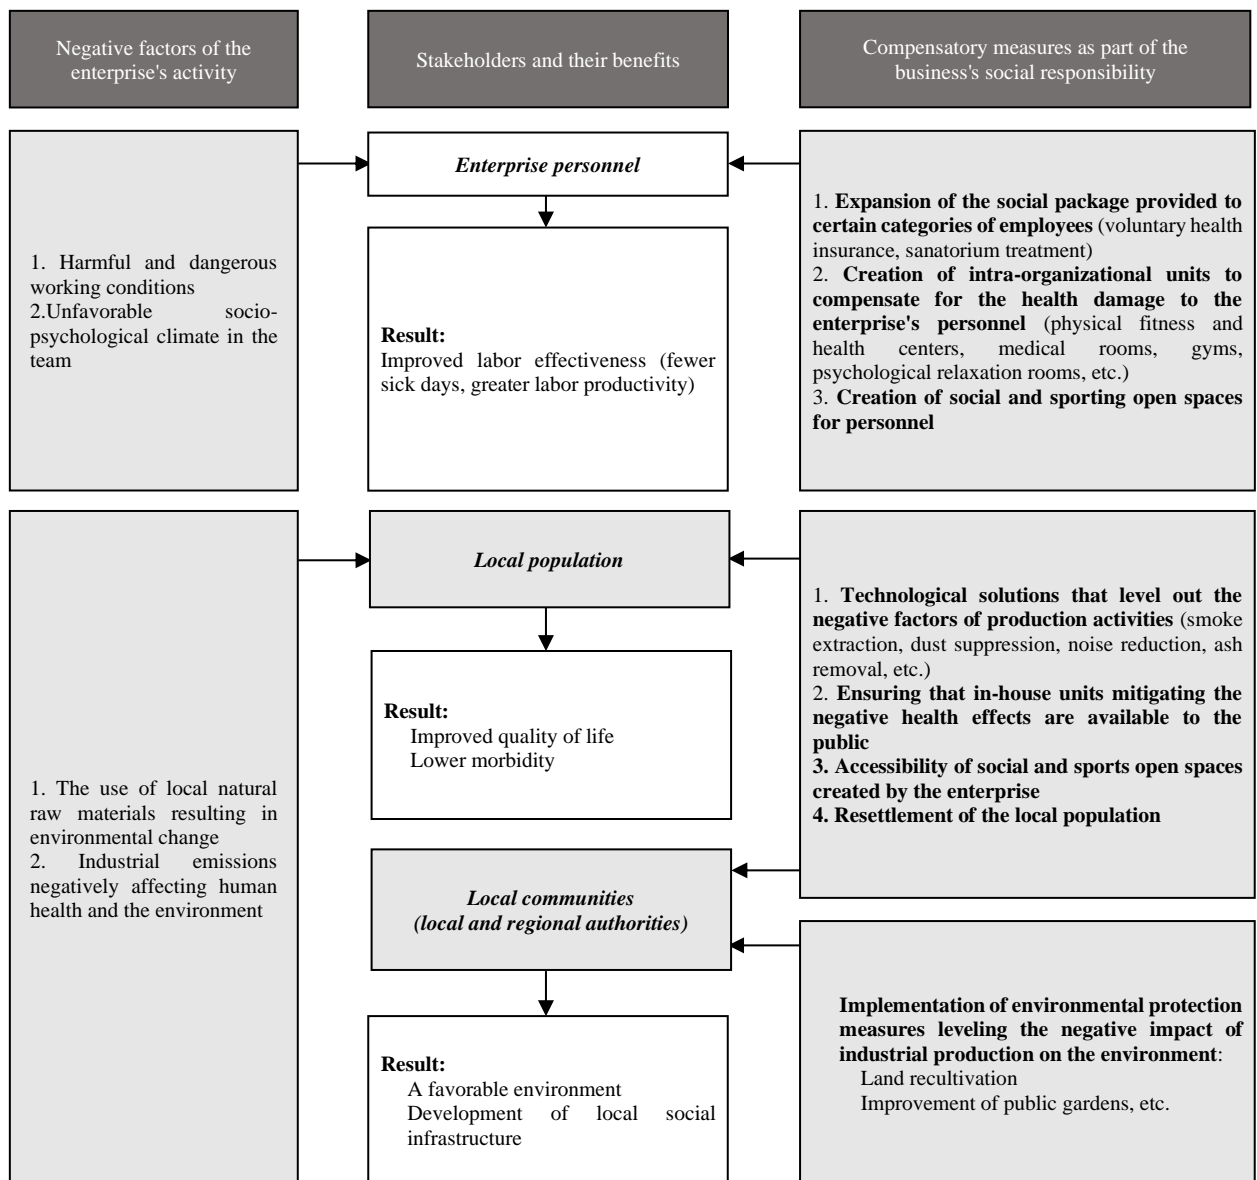 Negative factors of the
enterprise's activity
Stakeholders and their benefits
Compensatory measures as part of the
business's social responsibility
Enterprise personnel
1. Harmful and dangerous
working conditions
2.Unfavorable socio-
psychological climate in the
team
Result:
Improved labor effectiveness (fewer
sick days, greater labor productivity)
1. Expansion of the social package provided to
certain categories of employees (voluntary health
insurance, sanatorium treatment)
2. Creation of intra-organizational units to
compensate for the health damage to the
enterprise's personnel (physical fitness and
health centers, medical rooms, gyms,
psychological relaxation rooms, etc.)
3. Creation of social and sporting open spaces
for personnel
Local population
1. The use of local natural
raw materials resulting in
environmental change
2. Industrial emissions
negatively affecting human
health and the environment
Result:
Improved quality of life
Lower morbidity
1. Technological solutions that level out the
negative factors of production activities (smoke
extraction, dust suppression, noise reduction, ash
removal, etc.)
2. Ensuring that in-house units mitigating the
negative health effects are available to the
public
3. Accessibility of social and sports open spaces
created by the enterprise
4. Resettlement of the local population
Local communities
(local and regional authorities)
Result:
A favorable environment
Development of local social
infrastructure
Implementation of environmental protection
measures leveling the negative impact of
industrial production on the environment:
Land recultivation
Improvement of public gardens, etc.